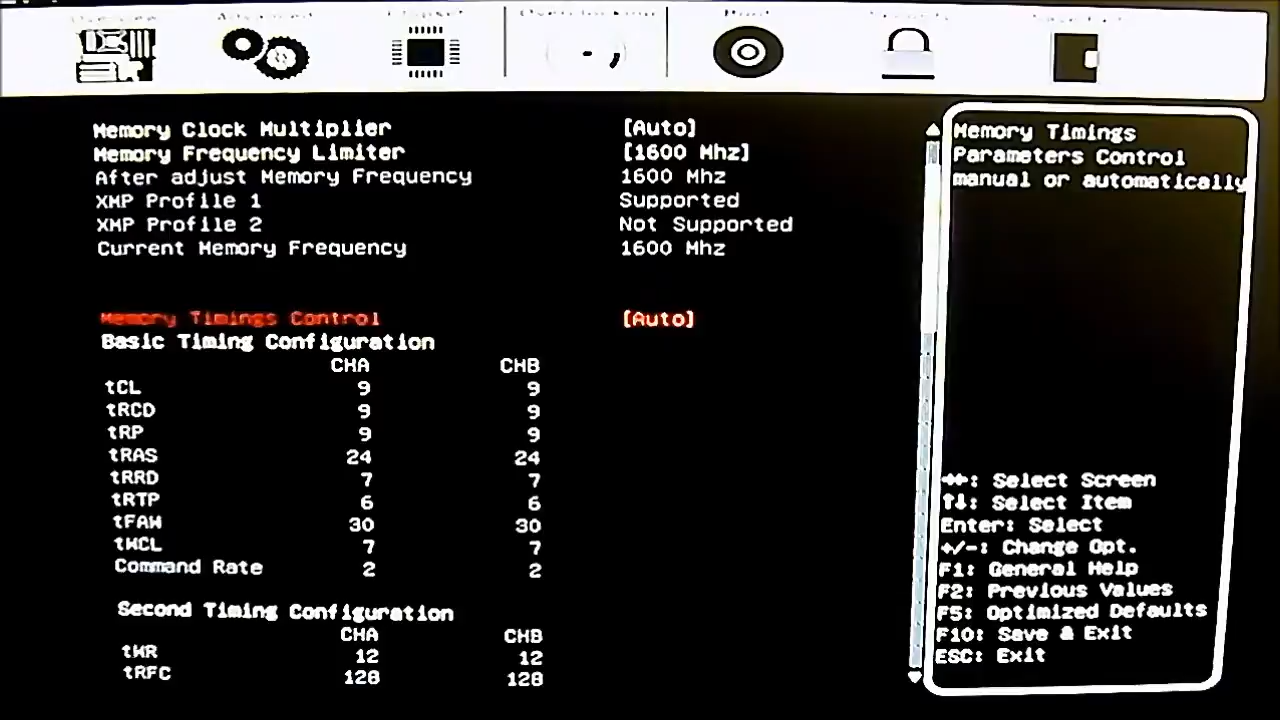 Memory Clock Multiplier [Auto]
Memory Frequency Limiter [1600 Mhz]
After adjust Memory Frequency 1600 Mhz
XMP Profile 1 Supported
XMP Profile 2 Not Supported
Current Memory Frequency 1600 Mhz
Memory Timings Control [Auto]
Basic Timing Configuration
CHA CHB
tCL 9 9
tRCD 9 9
tRP 9 9
tRAS 24 24
tRRD 7 7
tRTP 6 6
tFAW 30 30
tWCL 7 7
Command Rate 2 2
Second Timing Configuration
CHA CHB
tWR 12 12
tRFC 128 128
Memory Timings
Parameters Control
manual or automatically
→←: Select Screen
↑↓: Select Item
Enter: Select
+/-: Change Opt.
F1: General Help
F2: Previous Values
F5: Optimized Defaults
F10: Save & Exit
ESC: Exit